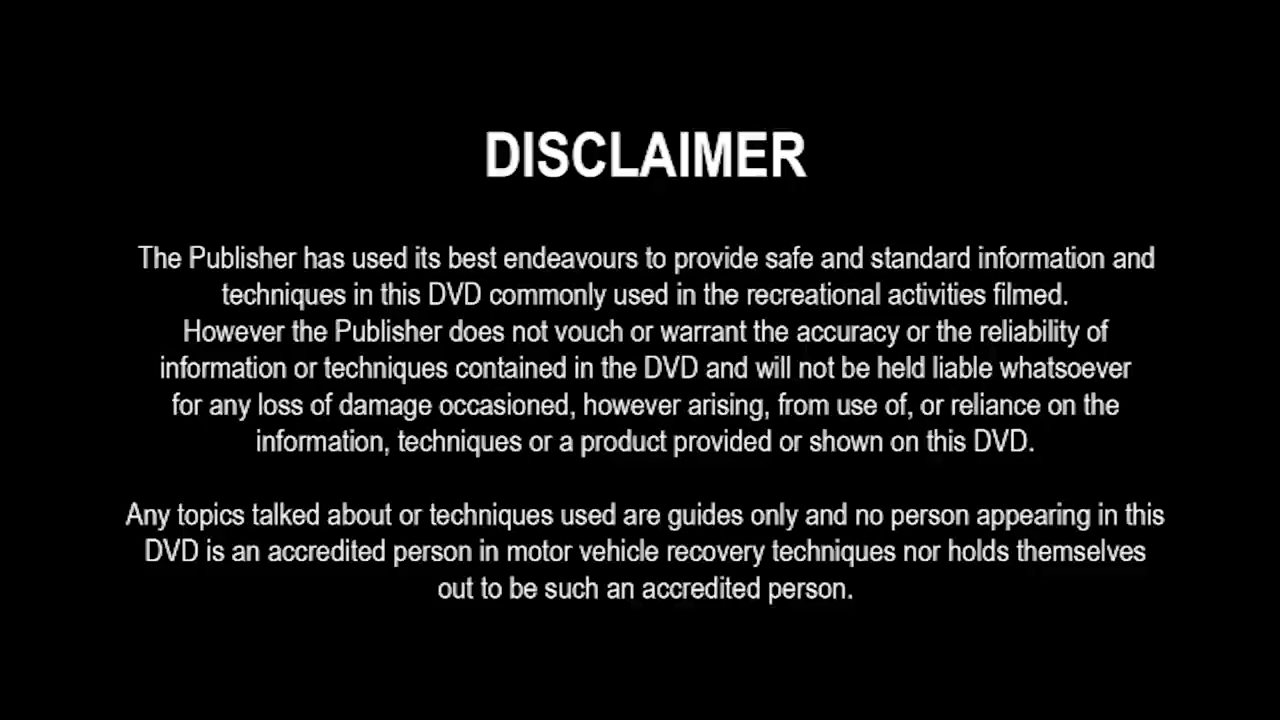 DISCLAIMER
The Publisher has used its best endeavours to provide safe and standard information and
techniques in this DVD commonly used in the recreational activities filmed.
However the Publisher does not vouch or warrant the accuracy or the reliability of
information or techniques contained in the DVD and will not be held liable whatsoever
for any loss of damage occasioned, however arising, from use of, or reliance on the
information, techniques or a product provided or shown on this DVD.
Any topics talked about or techniques used are guides only and no person appearing in this
DVD is an accredited person in motor vehicle recovery techniques nor holds themselves
out to be such an accredited person.